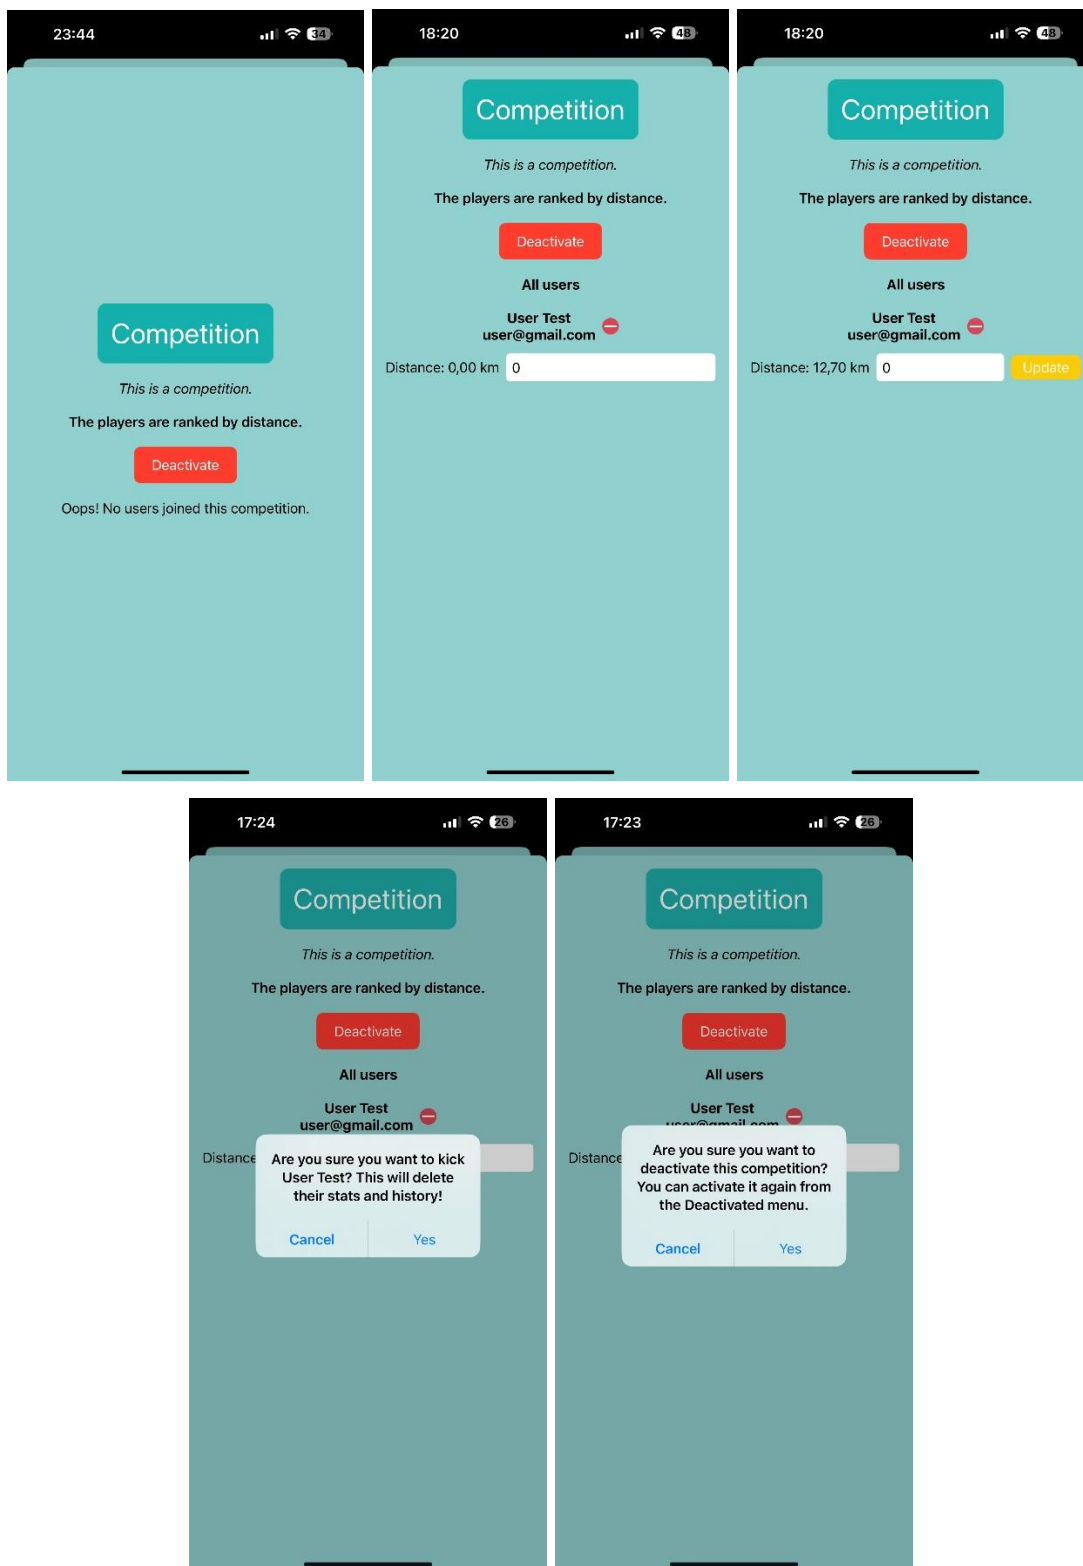 23:44
34
Competition
This is a competition.
The players are ranked by distance.
Deactivate
Oops! No users joined this competition.
18:20
48
Competition
This is a competition.
The players are ranked by distance.
Deactivate
All users
User Test
user@gmail.com
Distance: 0,00 km 0
18:20
48
Competition
This is a competition.
The players are ranked by distance.
Deactivate
All users
User Test
user@gmail.com
Distance: 12,70 km 0 Update
17:24
26
Competition
This is a competition.
The players are ranked by distance.
Deactivate
All users
User Test
user@gmail.com
Distance
Are you sure you want to kick
User Test? This will delete
their stats and history!
Cancel Yes
17:23
26
Competition
This is a competition.
The players are ranked by distance.
Deactivate
All users
User Test
user@gmail.com
Distance
Are you sure you want to
deactivate this competition?
You can activate it again from
the Deactivated menu.
Cancel Yes